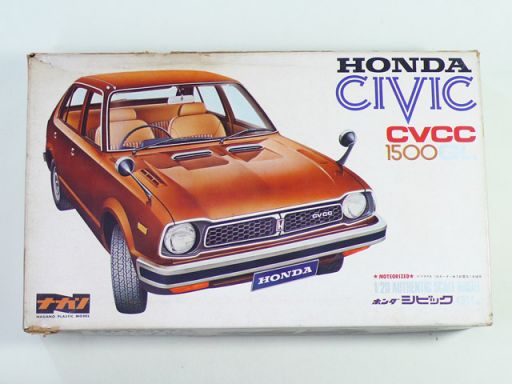 HONDA
CIVIC
CVCC
1500 GL
CVCC
HONDA
ナガノ
NAGANO PLASTIC MODEL
★ MOTORIZED ★
1/20 AUTHENTIC SCALE MODEL
ホンダ シビック